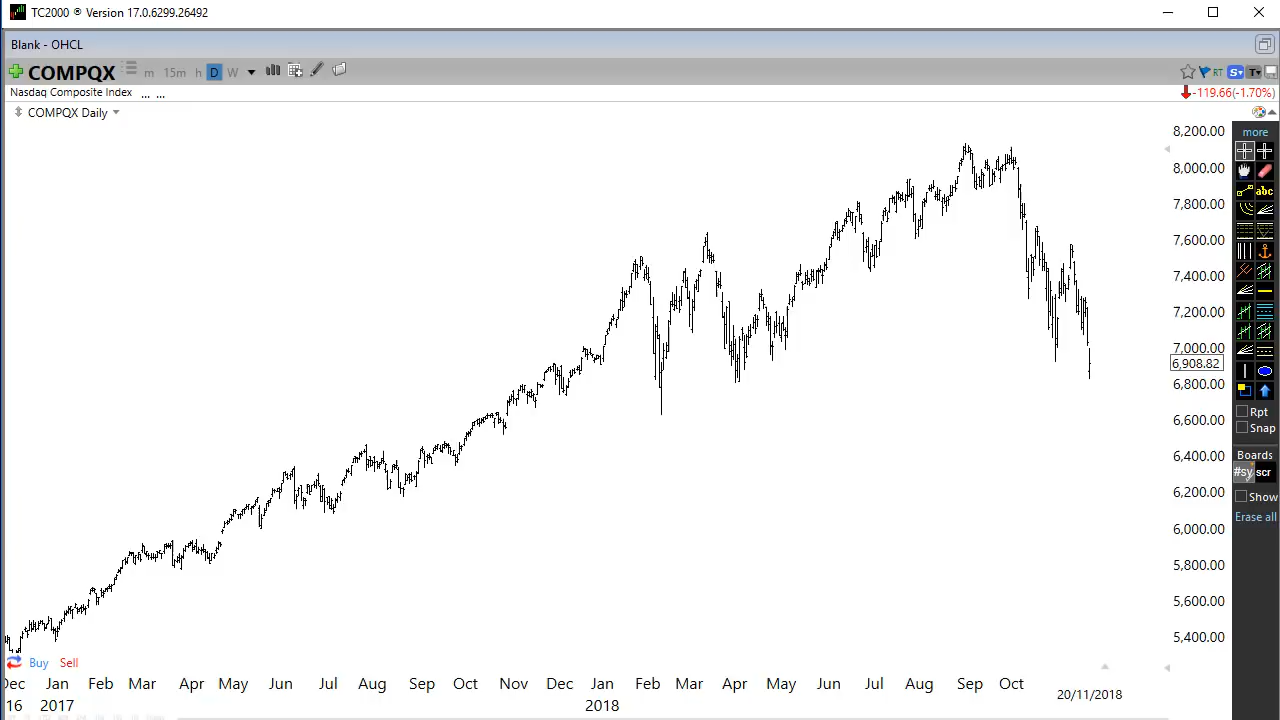 TC2000 ® Version 17.0.6299.26492
Blank - OHCL
COMPQX m 15m h D W RT S T
Nasdaq Composite Index ... ... -119.66(-1.70%)
COMPQX Daily
more
abc
8,200.00
8,000.00
7,800.00
7,600.00
7,400.00
7,200.00
7,000.00
6,908.82
6,800.00
6,600.00
6,400.00
6,200.00
6,000.00
5,800.00
5,600.00
5,400.00
Rpt
Snap
Boards
#sy scr
Show
Erase all
Buy Sell
Dec Jan Feb Mar Apr May Jun Jul Aug Sep Oct Nov Dec Jan Feb Mar Apr May Jun Jul Aug Sep Oct 20/11/2018
16 2017 2018